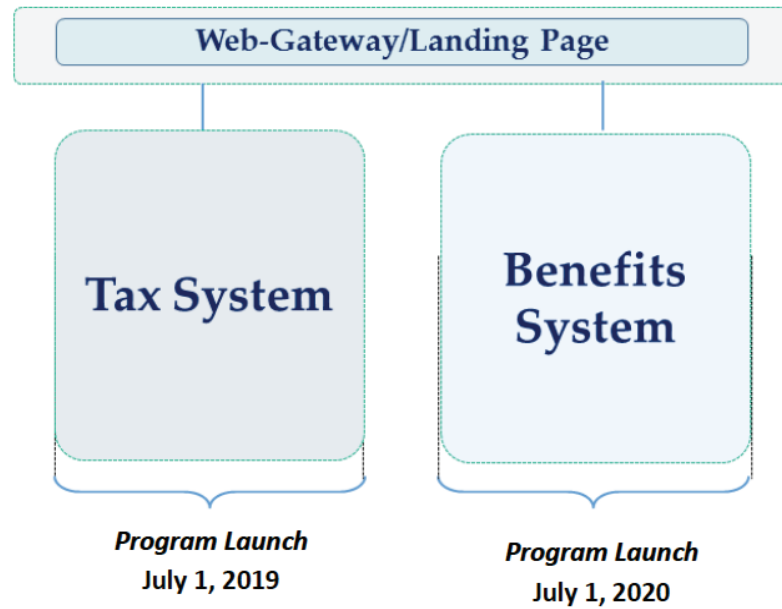 Web-Gateway/Landing Page
Tax System
Benefits
System
Program Launch
July 1, 2019
Program Launch
July 1, 2020